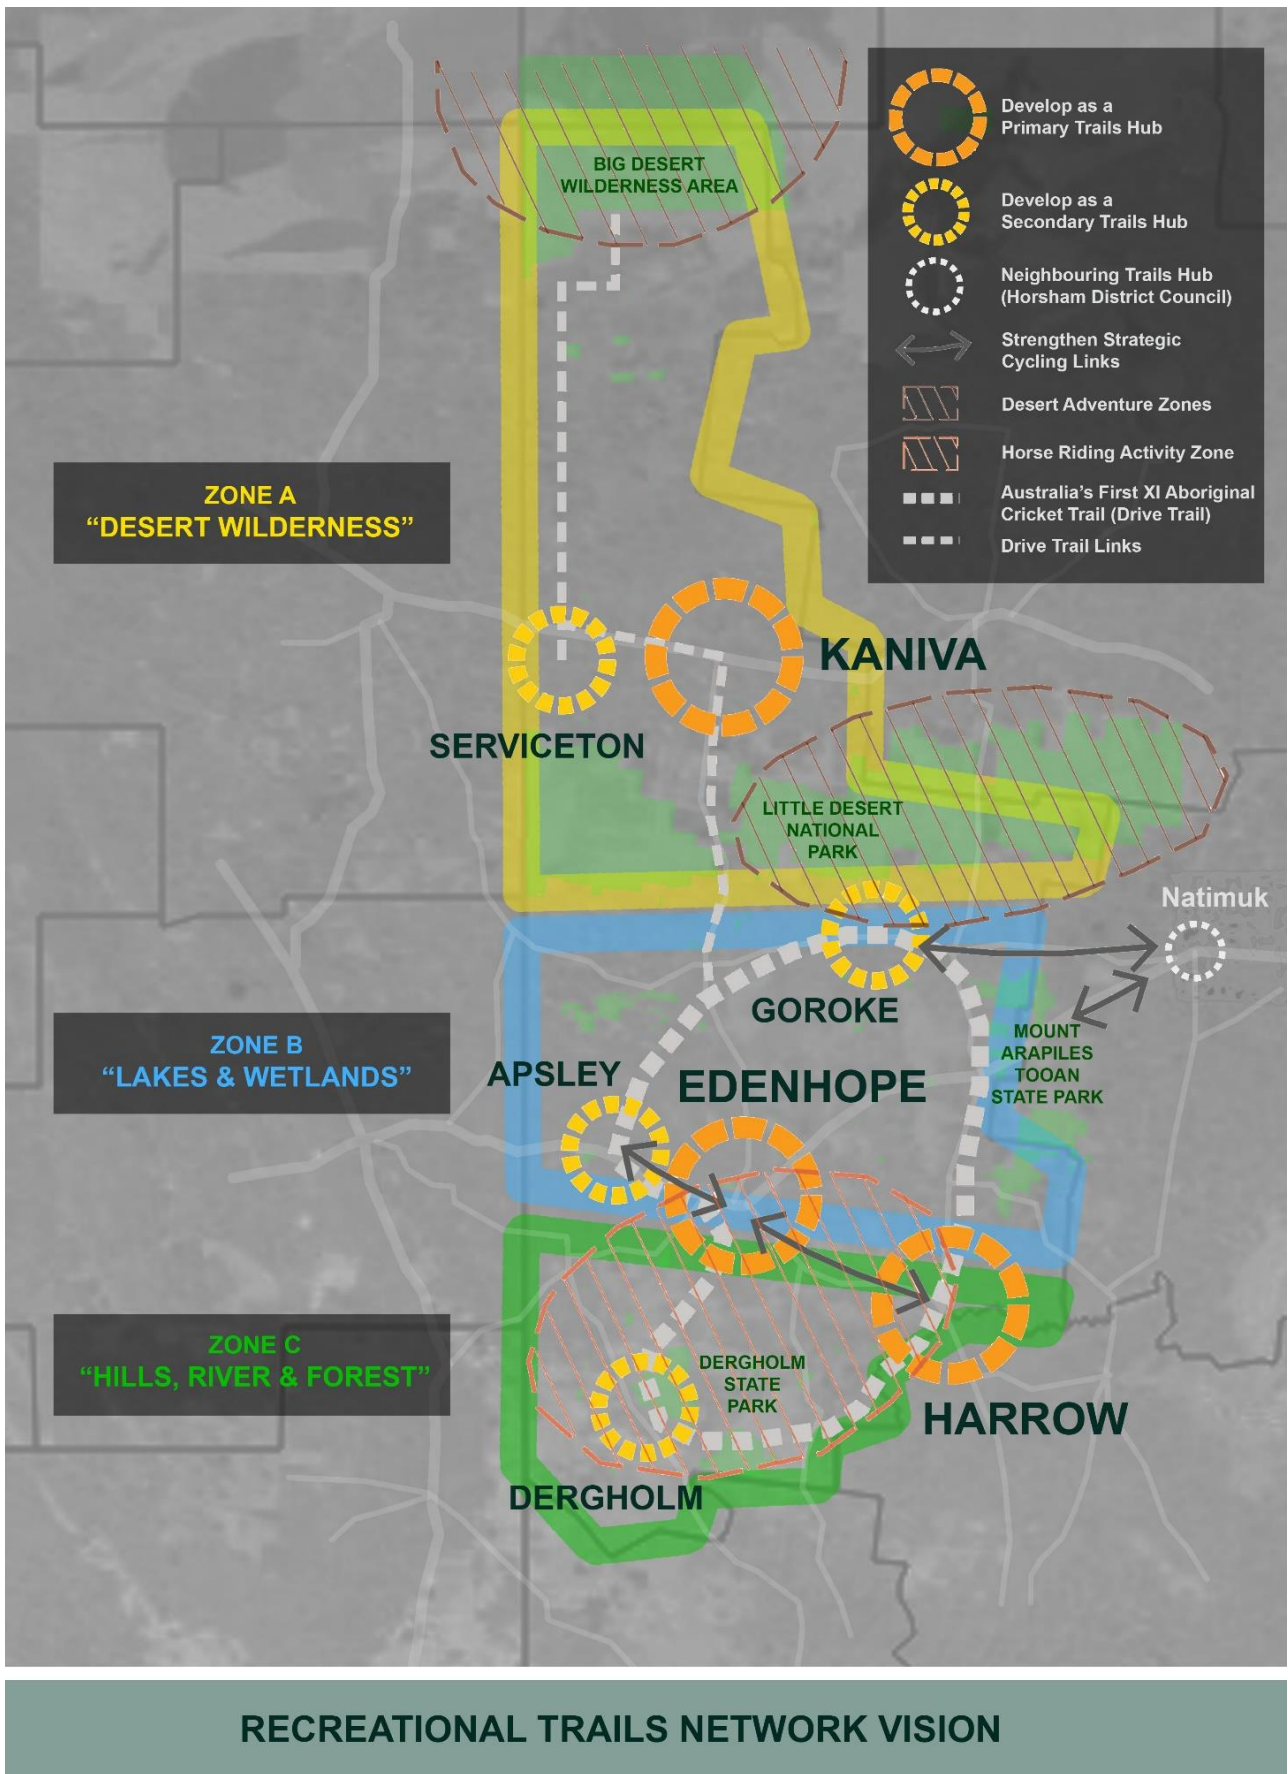 BIG DESERT
WILDERNESS AREA
Develop as a
Primary Trails Hub
Develop as a
Secondary Trails Hub
Neighbouring Trails Hub
(Horsham District Council)
Strengthen Strategic
Cycling Links
Desert Adventure Zones
Horse Riding Activity Zone
Australia's First XI Aboriginal
Cricket Trail (Drive Trail)
Drive Trail Links
ZONE A
“DESERT WILDERNESS”
KANIVA
SERVICETON
LITTLE DESERT
NATIONAL
PARK
Natimuk
GOROKE
ZONE B
“LAKES & WETLANDS”
MOUNT
ARAPILES
TOOAN
STATE PARK
APSLEY
EDENHOPE
ZONE C
“HILLS, RIVER & FOREST”
DERGHOLM
STATE
PARK
HARROW
DERGHOLM
RECREATIONAL TRAILS NETWORK VISION